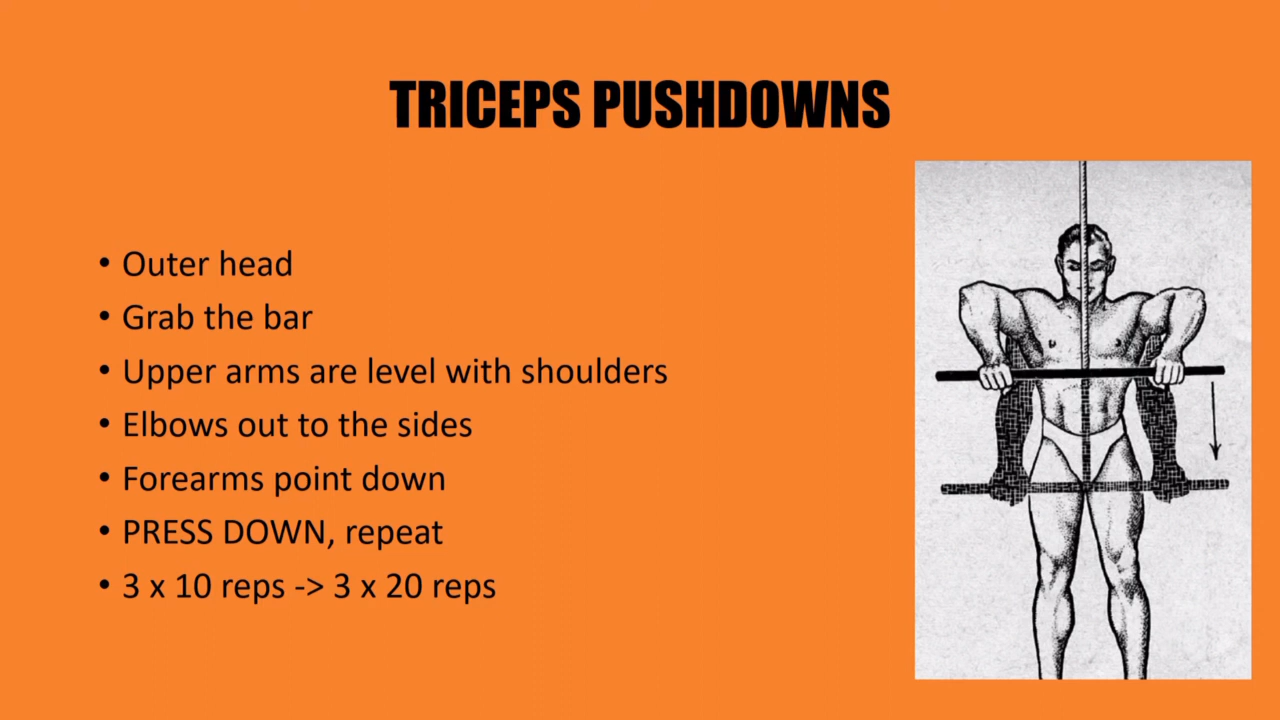 TRICEPS PUSHDOWNS
• Outer head
• Grab the bar
• Upper arms are level with shoulders
• Elbows out to the sides
• Forearms point down
• PRESS DOWN, repeat
• 3 x 10 reps -> 3 x 20 reps